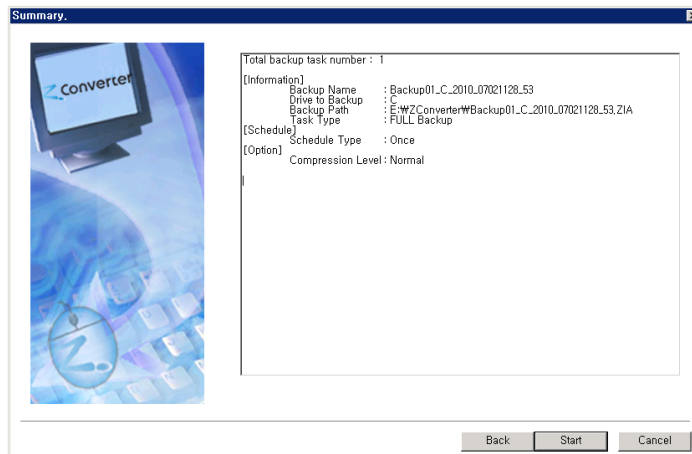 Summary.
Z Converter
Total backup task number : 1
[Information]
Backup Name : Backup01_C_2010_07021128_53
Drive to Backup : C
Backup Path : E:₩ZConverter₩Backup01_C_2010_07021128_53.ZIA
Task Type : FULL Backup
[Schedule]
Schedule Type : Once
[Option]
Compression Level : Normal
Z
Back Start Cancel